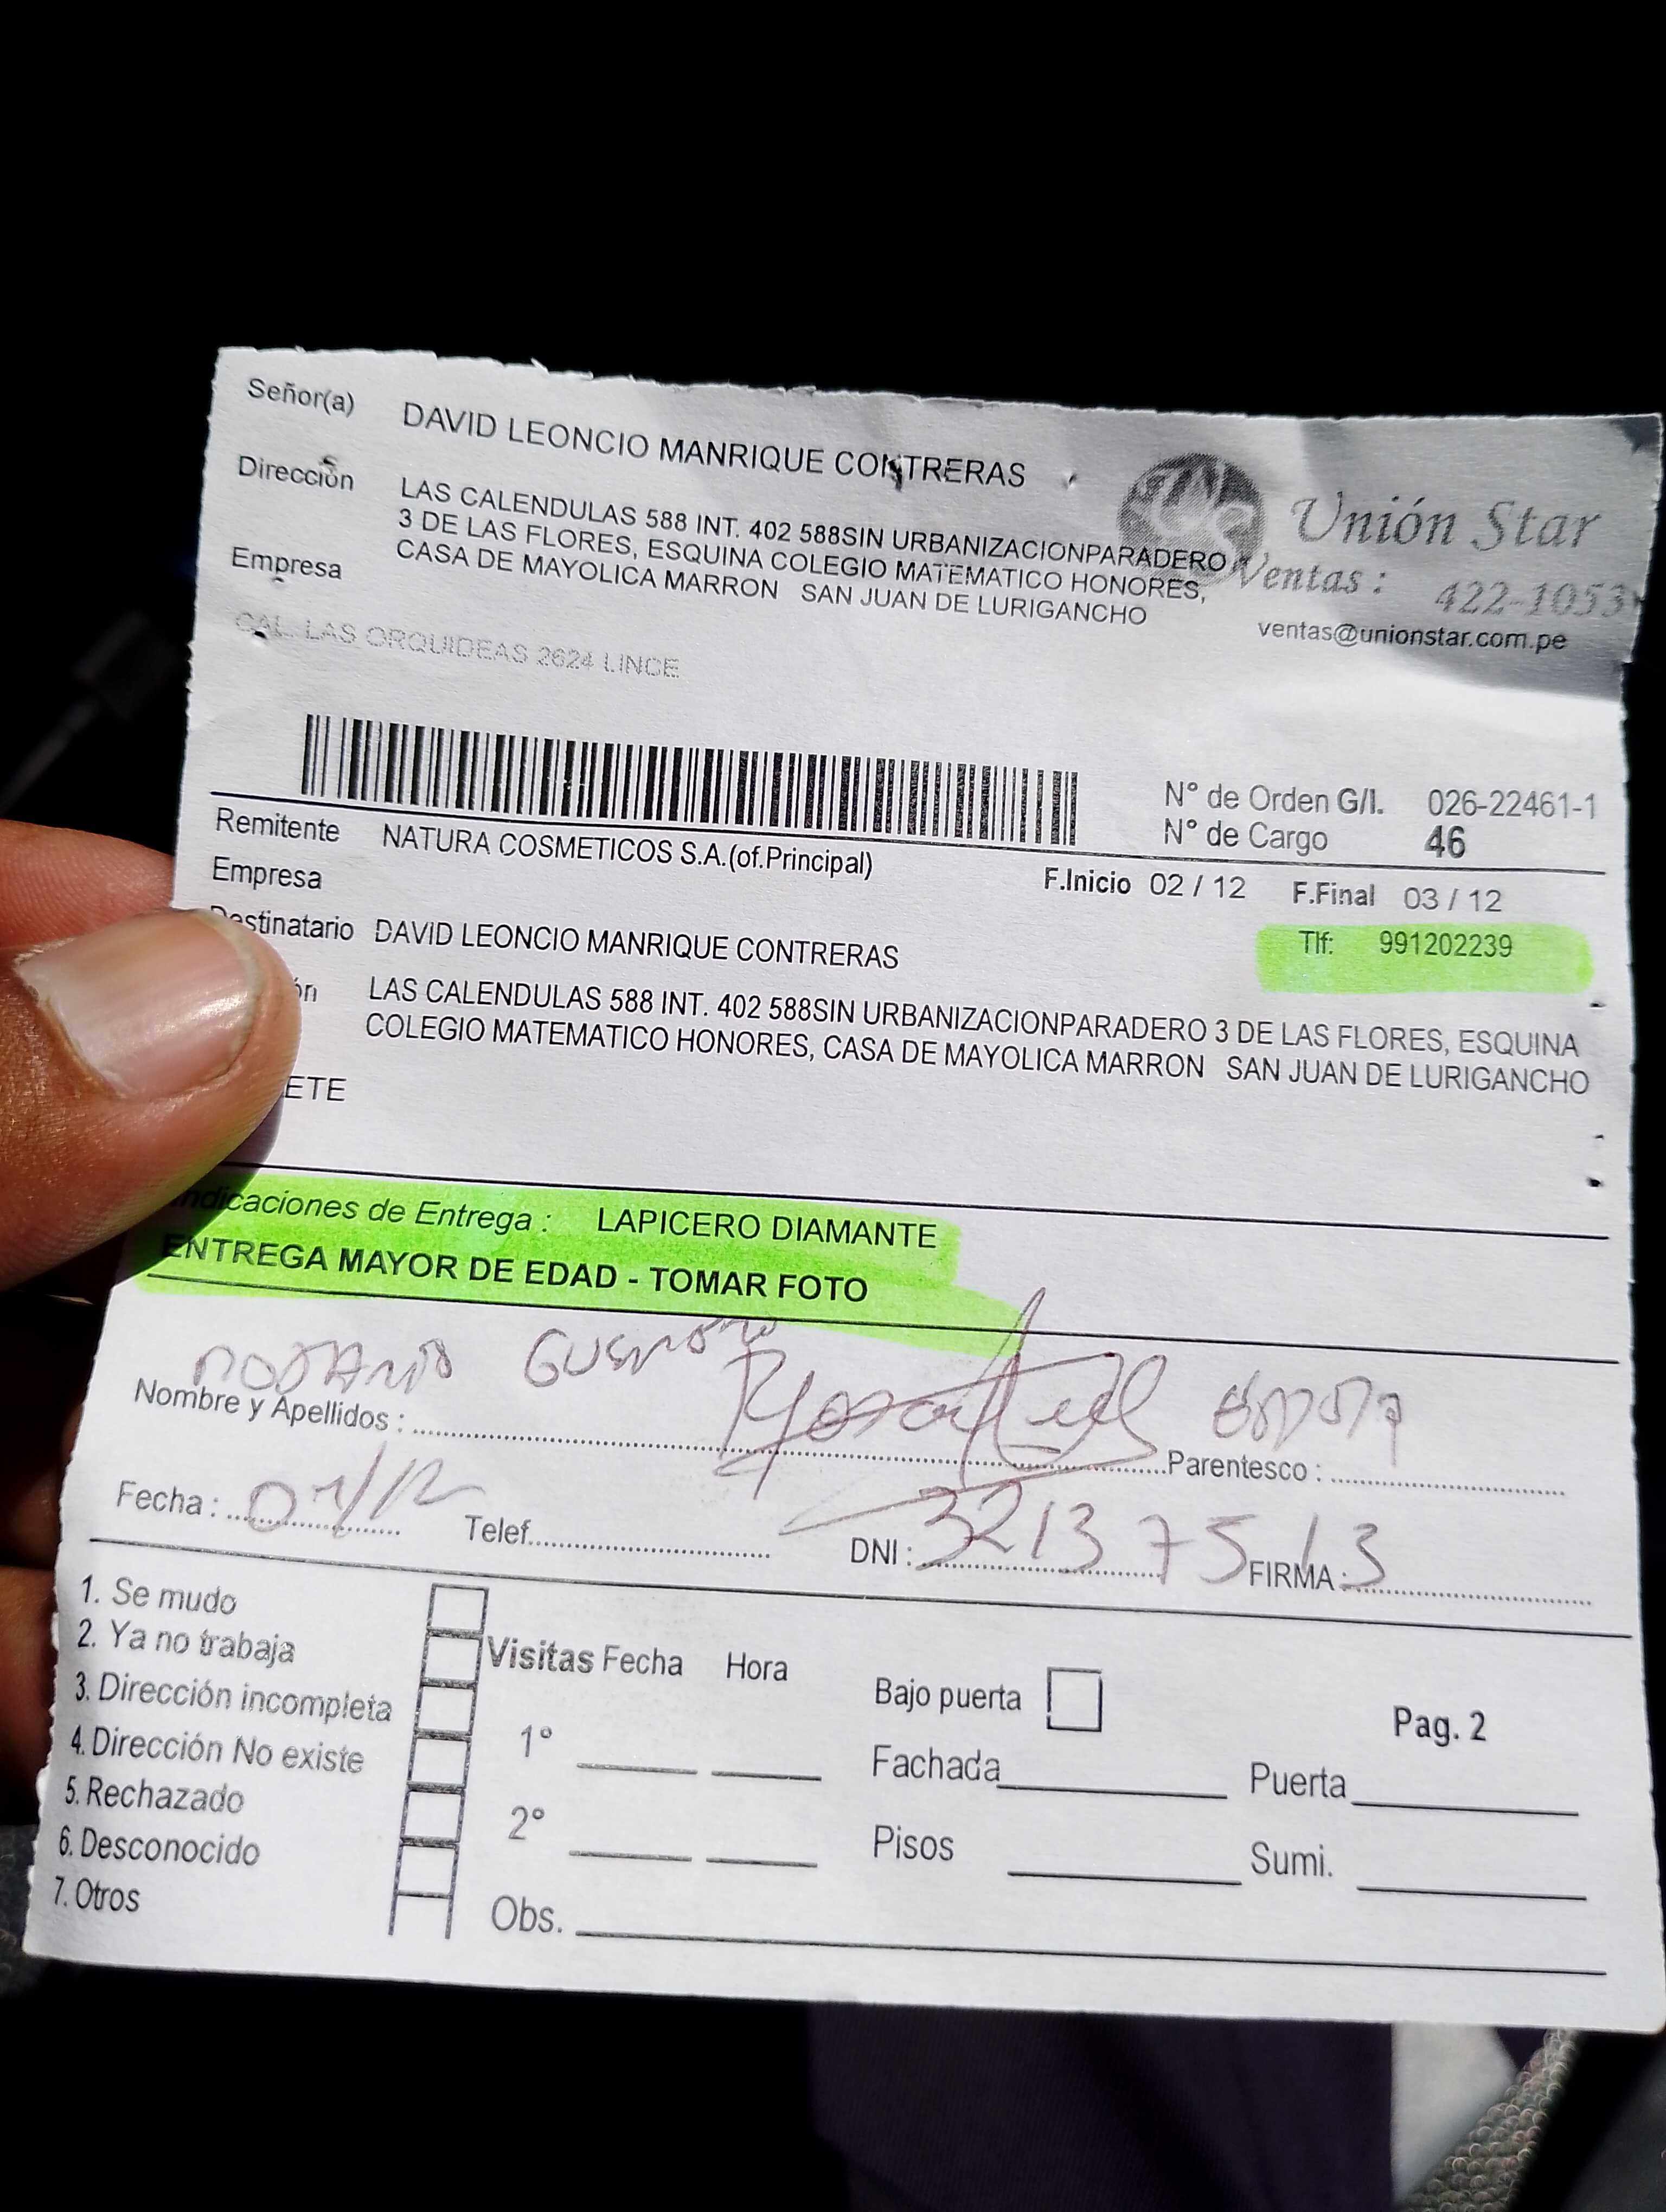 Señor(a) DAVID LEONCIO MANRIQUE CONTRERAS
Dirección LAS CALENDULAS 588 INT. 402 588SIN URBANIZACIONPARADERO
3 DE LAS FLORES, ESQUINA COLEGIO MATEMATICO HONORES,
CASA DE MAYOLICA MARRON SAN JUAN DE LURIGANCHO
Empresa
CAL. LAS ORQUIDEAS 2624 LINCE
Unión Star
Ventas : 422-1053
ventas@unionstar.com.pe
N° de Orden G/I. 026-22461-1
N° de Cargo 46
Remitente NATURA COSMETICOS S.A.(of.Principal)
Empresa
F.Inicio 02 / 12 F.Final 03 / 12
Destinatario DAVID LEONCIO MANRIQUE CONTRERAS
Tlf: 991202239
ón LAS CALENDULAS 588 INT. 402 588SIN URBANIZACIONPARADERO 3 DE LAS FLORES, ESQUINA
COLEGIO MATEMATICO HONORES, CASA DE MAYOLICA MARRON SAN JUAN DE LURIGANCHO
ETE
Indicaciones de Entrega : LAPICERO DIAMANTE
ENTREGA MAYOR DE EDAD - TOMAR FOTO
Nombre y Apellidos :
Parentesco :
Fecha : Telef. DNI : 32137513 FIRMA :
1. Se mudo
2. Ya no trabaja
3. Dirección incompleta
4. Dirección No existe
5. Rechazado
6. Desconocido
7. Otros
Visitas Fecha Hora
1°
2°
Obs.
Bajo puerta
Pag. 2
Fachada Puerta
Pisos Sumi.